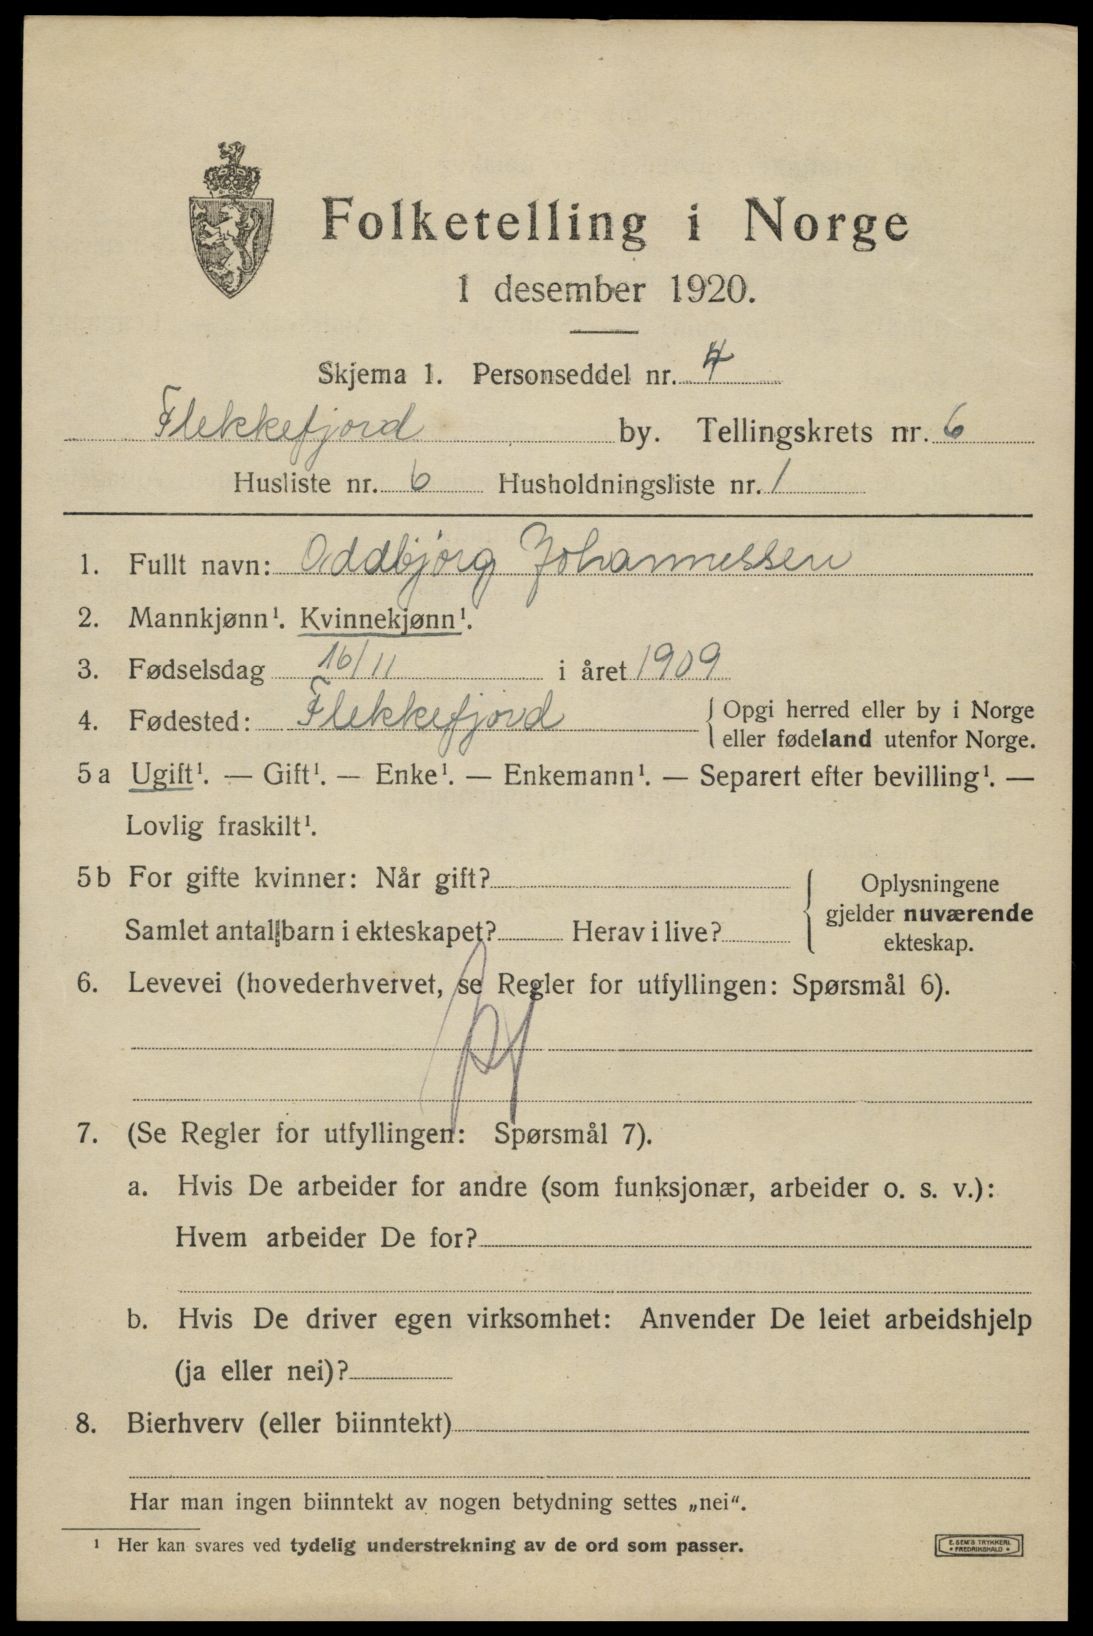 Folketelling i Norge
1 desember 1920.
Skjema 1. Personseddel nr. 4
Flekkefjord by. Tellingskrets nr. 6
Husliste nr. 6 Husholdningsliste nr. 1
1. Fullt navn: Oddbjörg Johannessen
2. Mannkjønn¹. Kvinnekjønn¹.
3. Fødselsdag 16/11 i året 1909
4. Fødested: Flekkefjord { Opgi herred eller by i Norge
eller fødeland utenfor Norge.
5 a Ugift¹. — Gift¹. — Enke¹. — Enkemann¹. — Separert efter bevilling¹. —
Lovlig fraskilt¹.
5 b For gifte kvinner: Når gift?
Samlet antal barn i ekteskapet? Herav i live?
Oplysningene
gjelder nuværende
ekteskap.
6. Levevei (hovederhvervet, se Regler for utfyllingen: Spørsmål 6).
7. (Se Regler for utfyllingen: Spørsmål 7).
a. Hvis De arbeider for andre (som funksjonær, arbeider o. s. v.):
Hvem arbeider De for?
b. Hvis De driver egen virksomhet: Anvender De leiet arbeidshjelp
(ja eller nei)?
8. Bierhverv (eller biinntekt)
Har man ingen biinntekt av nogen betydning settes „nei“.
¹ Her kan svares ved tydelig understrekning av de ord som passer.
E. SEM'S TRYKKERI,
• FREDRIKSHALD •